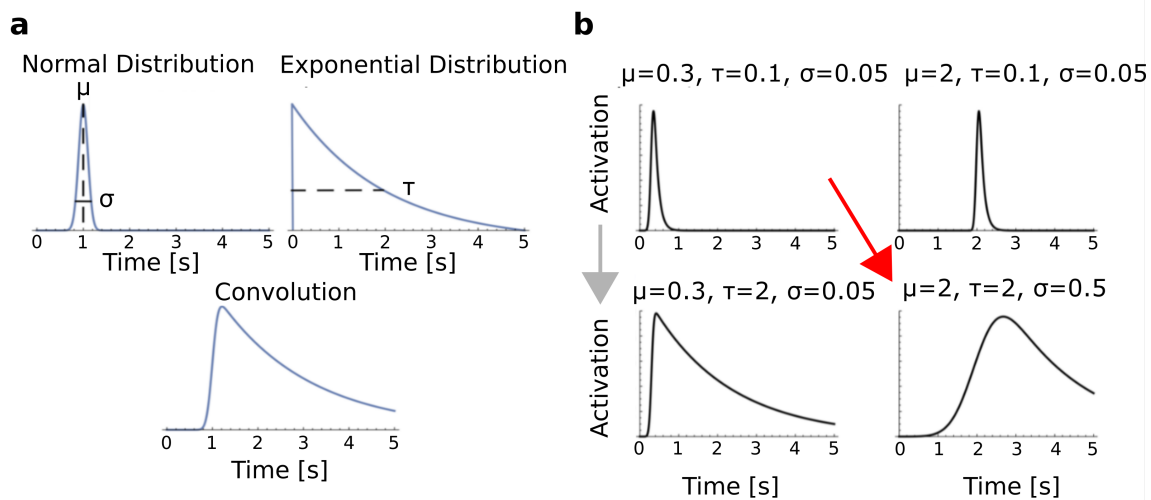 a
Normal Distribution
Exponential Distribution
μ
σ
τ
0 1 2 3 4 5
0 1 2 3 4 5
Time [s]
Time [s]
Convolution
0 1 2 3 4 5
Time [s]
b
μ=0.3, τ=0.1, σ=0.05
μ=2, τ=0.1, σ=0.05
Activation
0 1 2 3 4 5
0 1 2 3 4 5
μ=0.3, τ=2, σ=0.05
μ=2, τ=2, σ=0.5
Activation
0 1 2 3 4 5
0 1 2 3 4 5
Time [s]
Time [s]